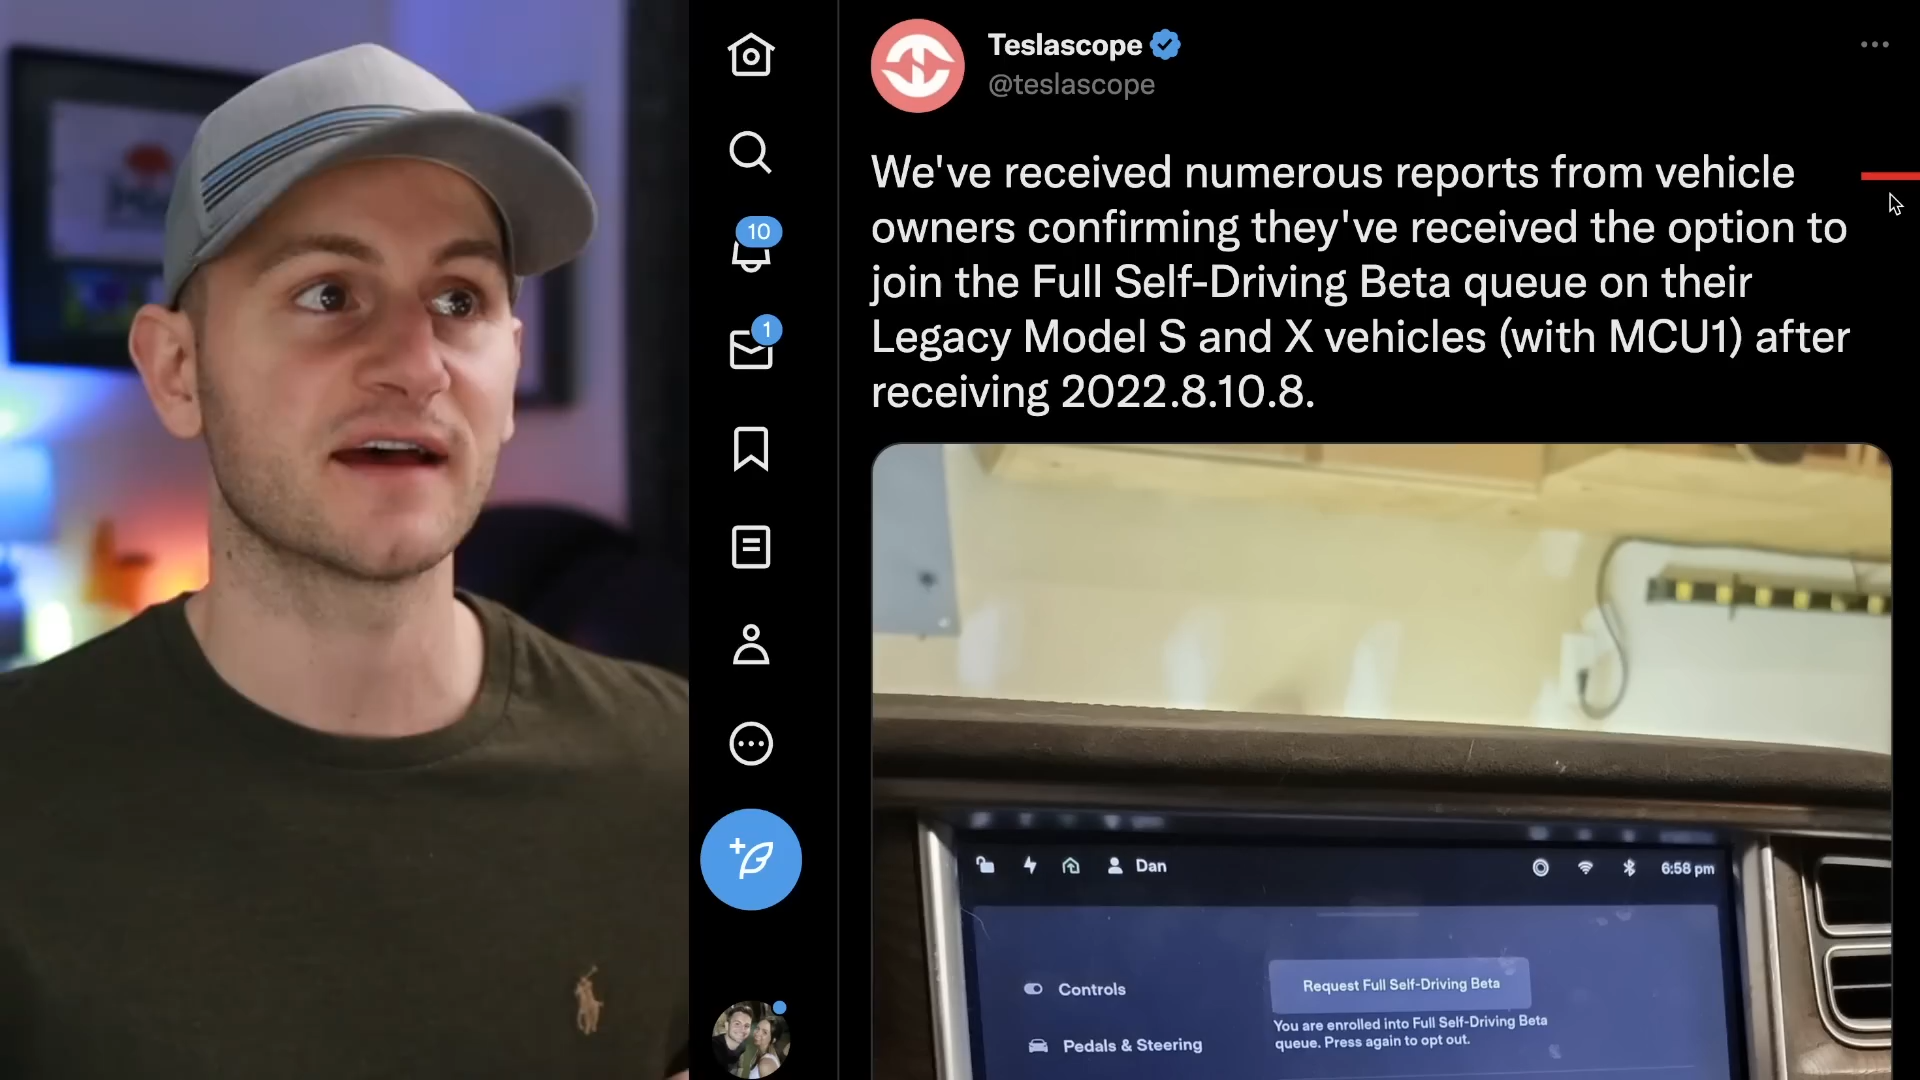 Teslascope
@teslascope
10
1
We've received numerous reports from vehicle
owners confirming they've received the option to
join the Full Self-Driving Beta queue on their
Legacy Model S and X vehicles (with MCU1) after
receiving 2022.8.10.8.
Dan
6:58 pm
Controls
Request Full Self-Driving Beta
You are enrolled into Full Self-Driving Beta
queue. Press again to opt out.
Pedals & Steering